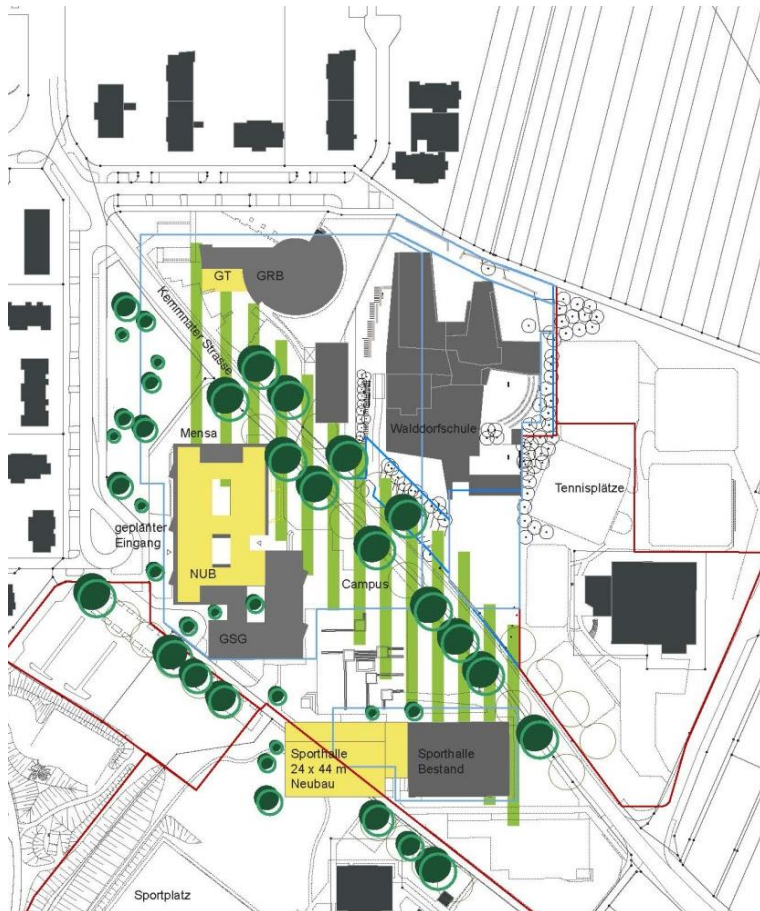 GT
GRB
Kemmnater Strasse
Mensa
Walddorfschule
Tennisplätze
geplanter
Eingang
NUB
Campus
GSG
Sporthalle
24 x 44 m
Neubau
Sporthalle
Bestand
Sportplatz